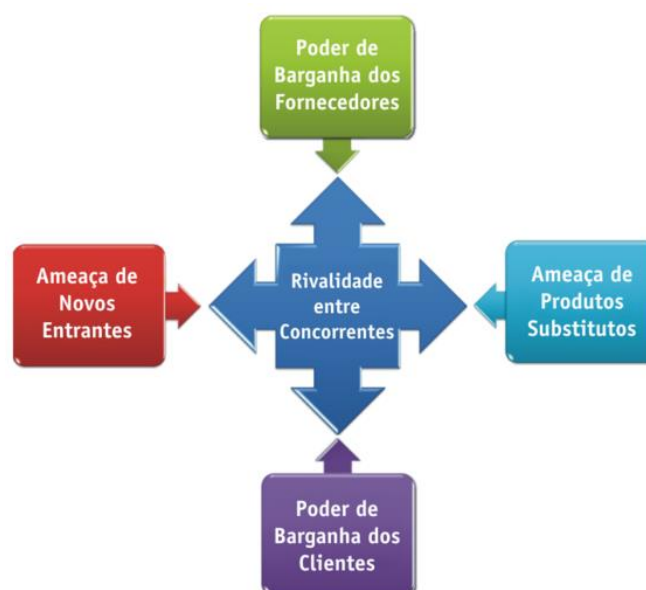 Poder de
Barganha dos
Fornecedores
Ameaça de
Novos
Entrantes
Rivalidade
entre
Concorrentes
Ameaça de
Produtos
Substitutos
Poder de
Barganha dos
Clientes